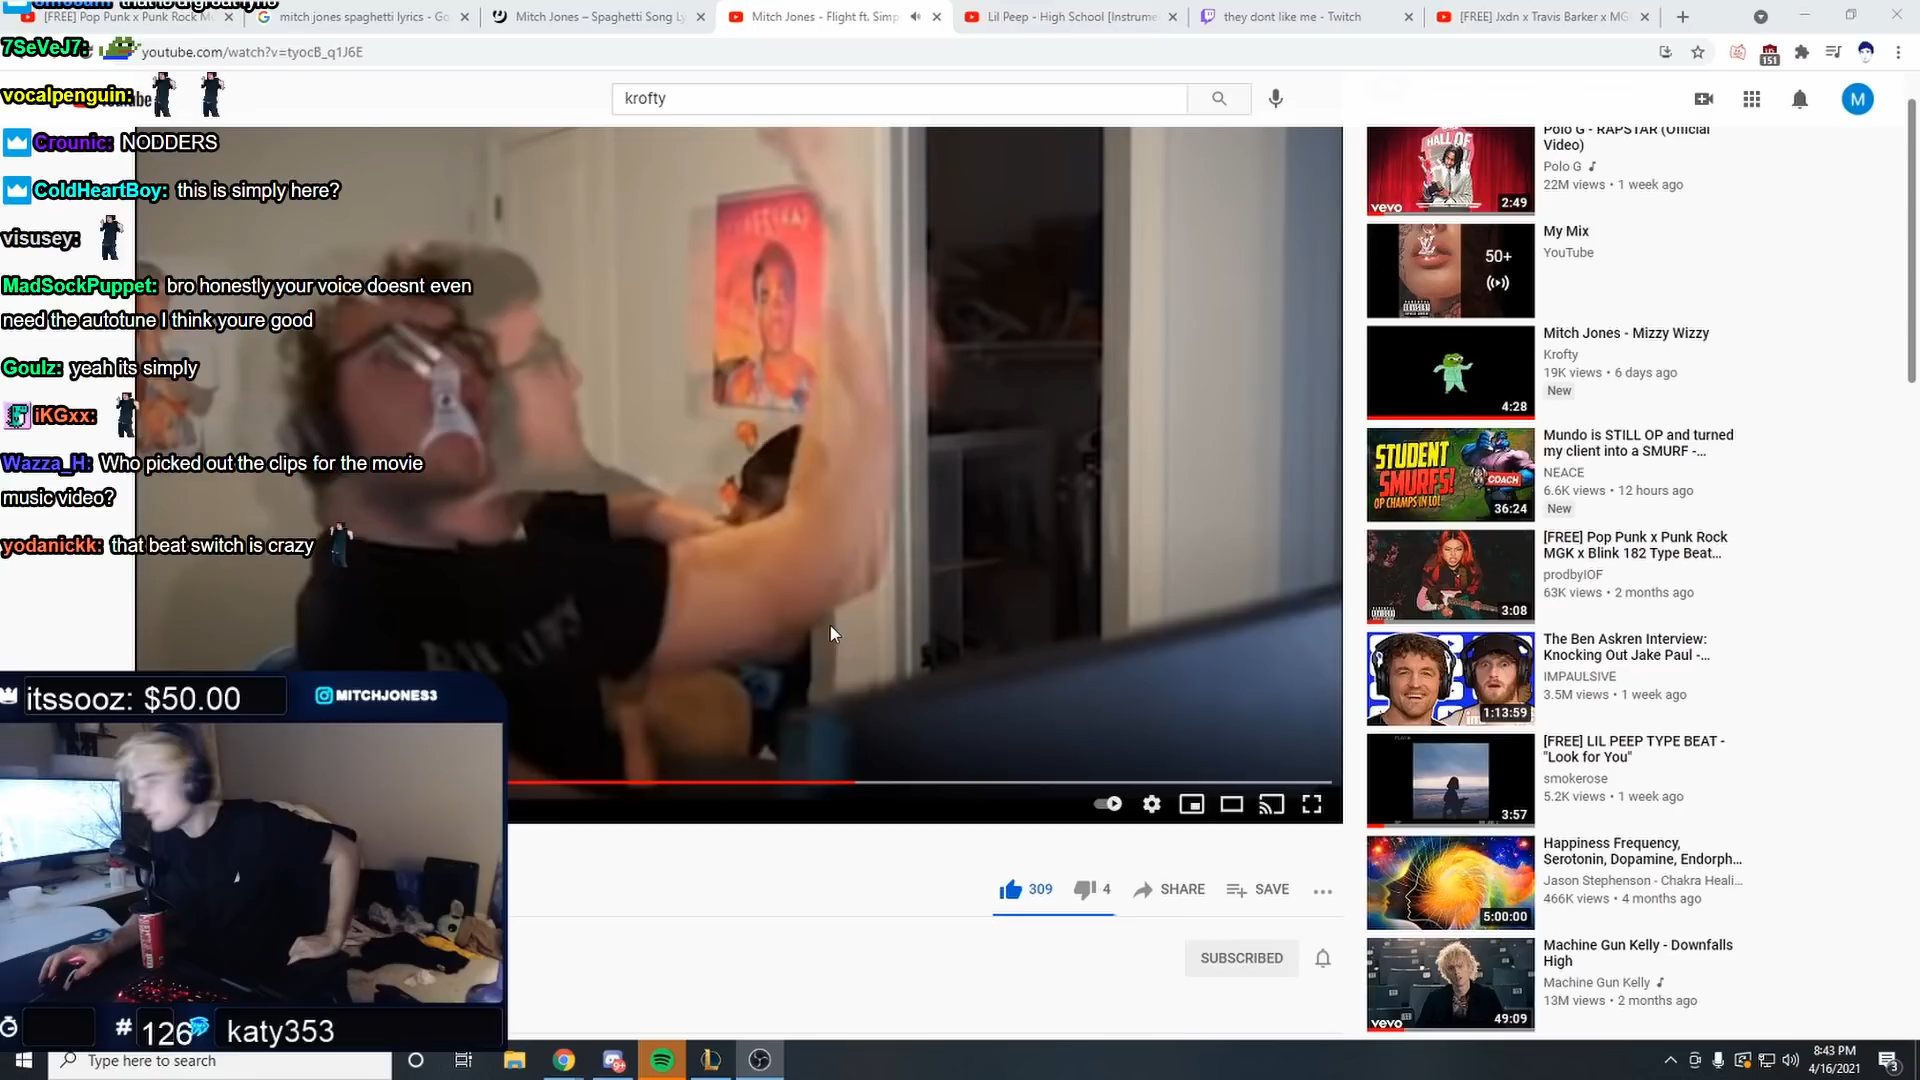 [FREE] Pop Punk x Punk Rock M
mitch jones spaghetti lyrics - Go
Mitch Jones – Spaghetti Song Ly
Mitch Jones - Flight ft. Simp
Lil Peep - High School [Instrume
they dont like me - Twitch
[FREE] Jxdn x Travis Barker x MG
youtube.com/watch?v=tyocB_q1J6E
151
krofty
M
7SeVeJ7:
vocalpenguin:
Crounic: NODDERS
ColdHeartBoy: this is simply here?
visusey:
MadSockPuppet: bro honestly your voice doesnt even
need the autotune I think youre good
Goulz: yeah its simply
iKGxx:
Wazza_H: Who picked out the clips for the movie
music video?
yodanickk: that beat switch is crazy
itssooz: $50.00
MITCHJONES3
# 126
katy353
309
4
SHARE
SAVE
SUBSCRIBED
HALL OF
vevo
2:49
Polo G - RAPSTAR (Official
Video)
Polo G
22M views • 1 week ago
50+
My Mix
YouTube
4:28
Mitch Jones - Mizzy Wizzy
Krofty
19K views • 6 days ago
New
STUDENT
SMURFS!
OP CHAMPS IN LOL
COACH
36:24
Mundo is STILL OP and turned
my client into a SMURF -...
NEACE
6.6K views • 12 hours ago
New
3:08
[FREE] Pop Punk x Punk Rock
MGK x Blink 182 Type Beat...
prodbyIOF
63K views • 2 months ago
1:13:59
The Ben Askren Interview:
Knocking Out Jake Paul -...
IMPAULSIVE
3.5M views • 1 week ago
3:57
[FREE] LIL PEEP TYPE BEAT -
"Look for You"
smokerose
5.2K views • 1 week ago
5:00:00
Happiness Frequency,
Serotonin, Dopamine, Endorph...
Jason Stephenson - Chakra Heali...
466K views • 4 months ago
vevo
49:09
Machine Gun Kelly - Downfalls
High
Machine Gun Kelly
13M views • 2 months ago
Type here to search
8:43 PM
4/16/2021
3